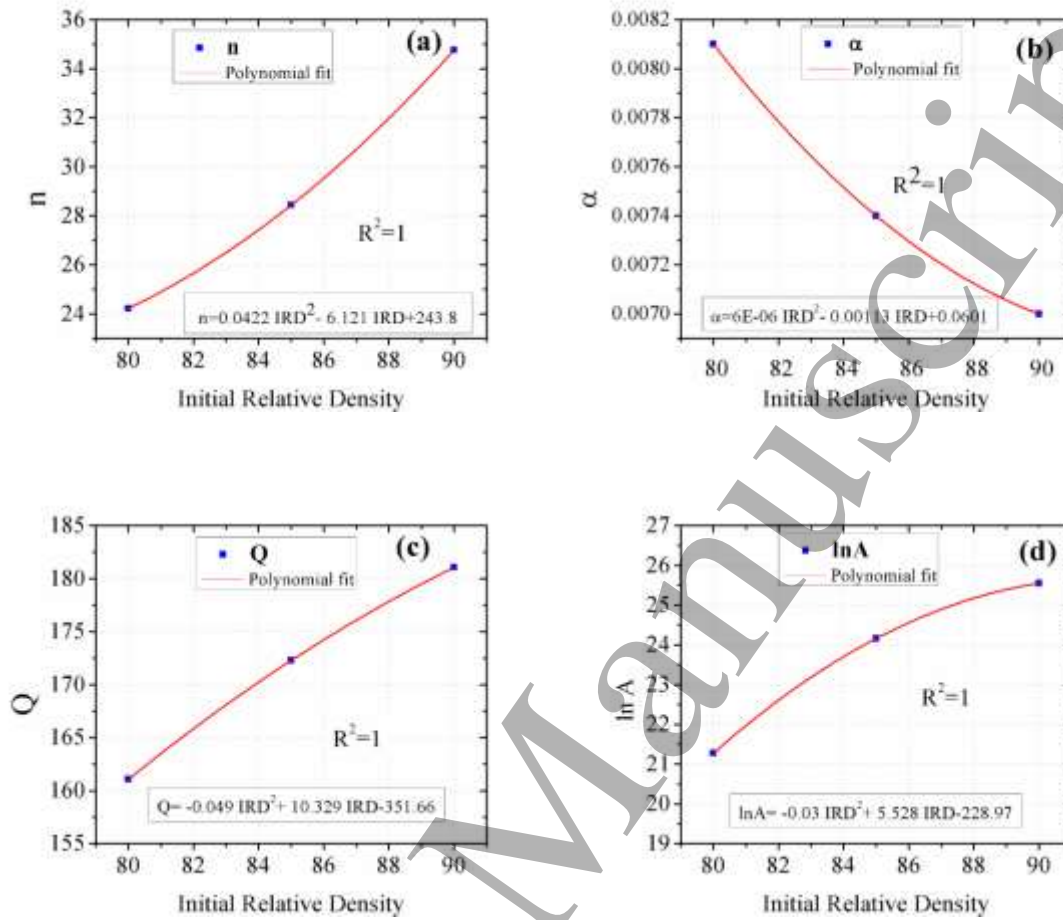 (a)
n
Polynomial fit
36
34
32
30
28
26
24
n
R²=1
n=0.0422 IRD²- 6.121 IRD+243.8
80 82 84 86 88 90
Initial Relative Density
(b)
α
Polynomial fit
0.0082
0.0080
0.0078
0.0076
0.0074
0.0072
0.0070
α
R²=1
α=6E-06 IRD²- 0.00113 IRD+0.0601
80 82 84 86 88 90
Initial Relative Density
(c)
Q
Polynomial fit
185
180
175
170
165
160
155
Q
R²=1
Q= -0.049 IRD²+ 10.329 IRD-351.66
80 82 84 86 88 90
Initial Relative Density
(d)
lnA
Polynomial fit
27
26
25
24
23
22
21
20
19
ln A
R²=1
lnA= -0.03 IRD²+ 5.528 IRD-228.97
80 82 84 86 88 90
Initial Relative Density
Manuscrip